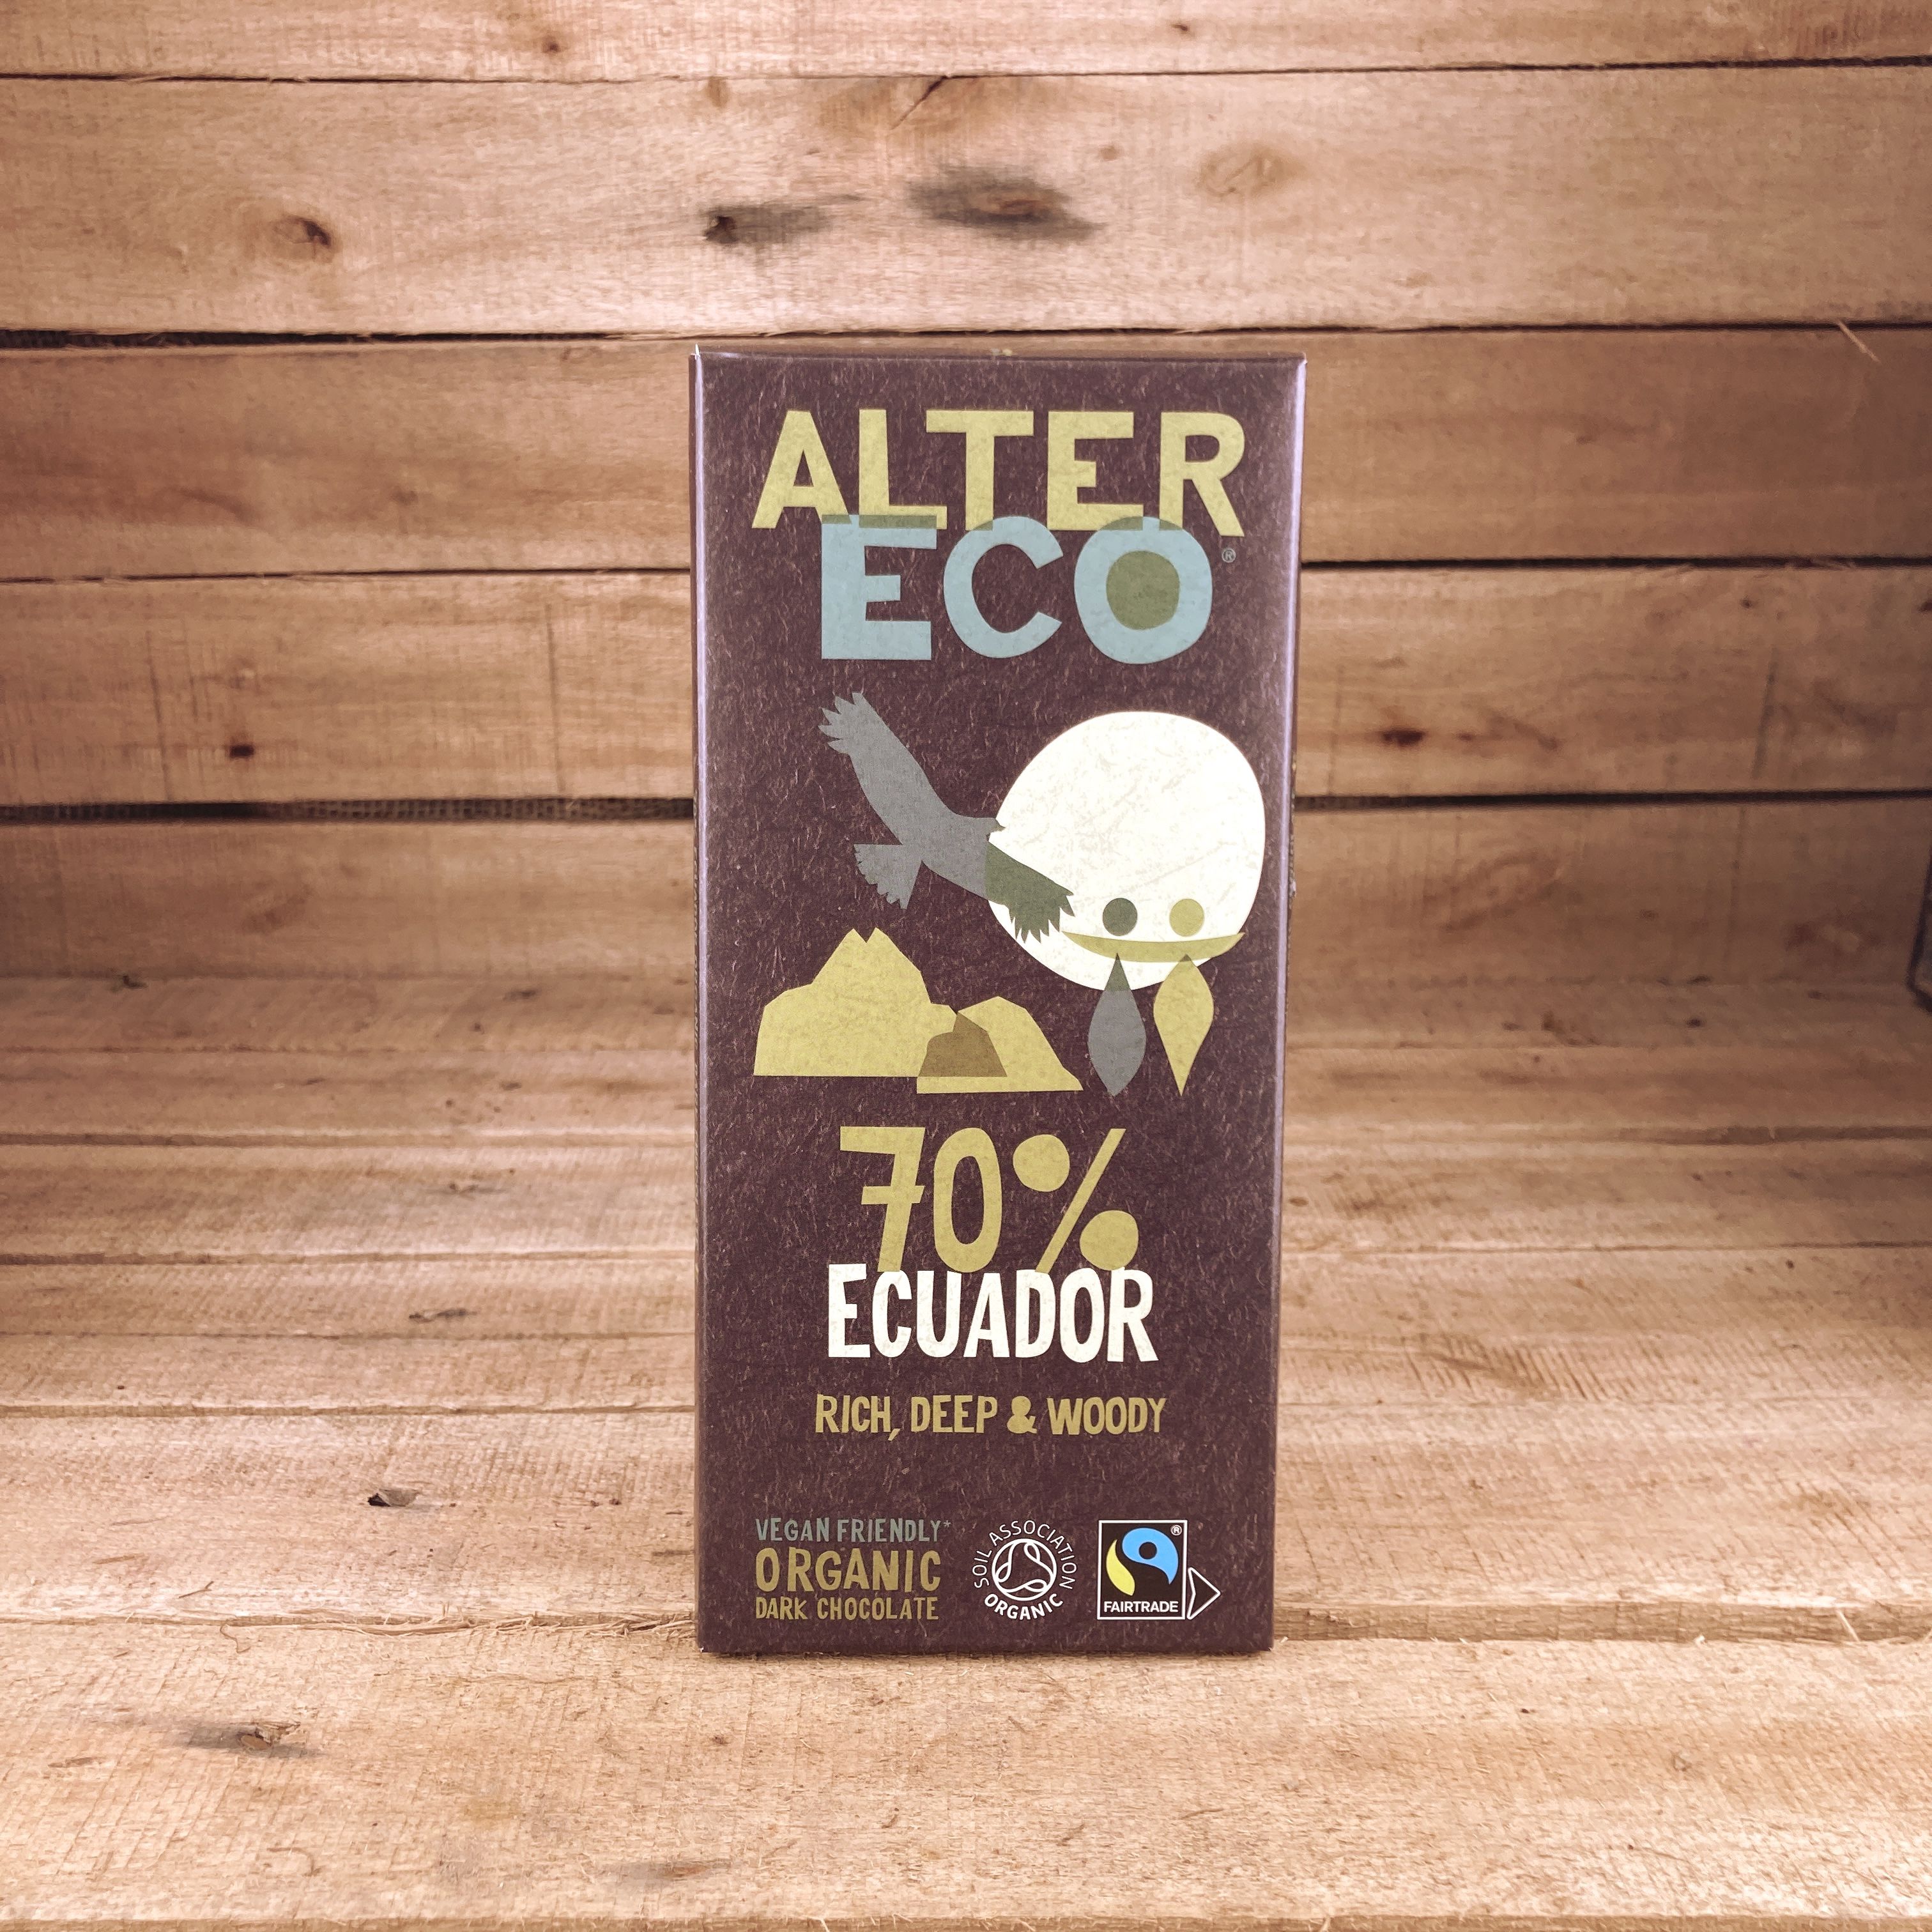 ALTER
ECO®
70%
ECUADOR
RICH, DEEP & WOODY
VEGAN FRIENDLY*
ORGANIC
DARK CHOCOLATE
SOIL ASSOCIATION
ORGANIC
®
FAIRTRADE